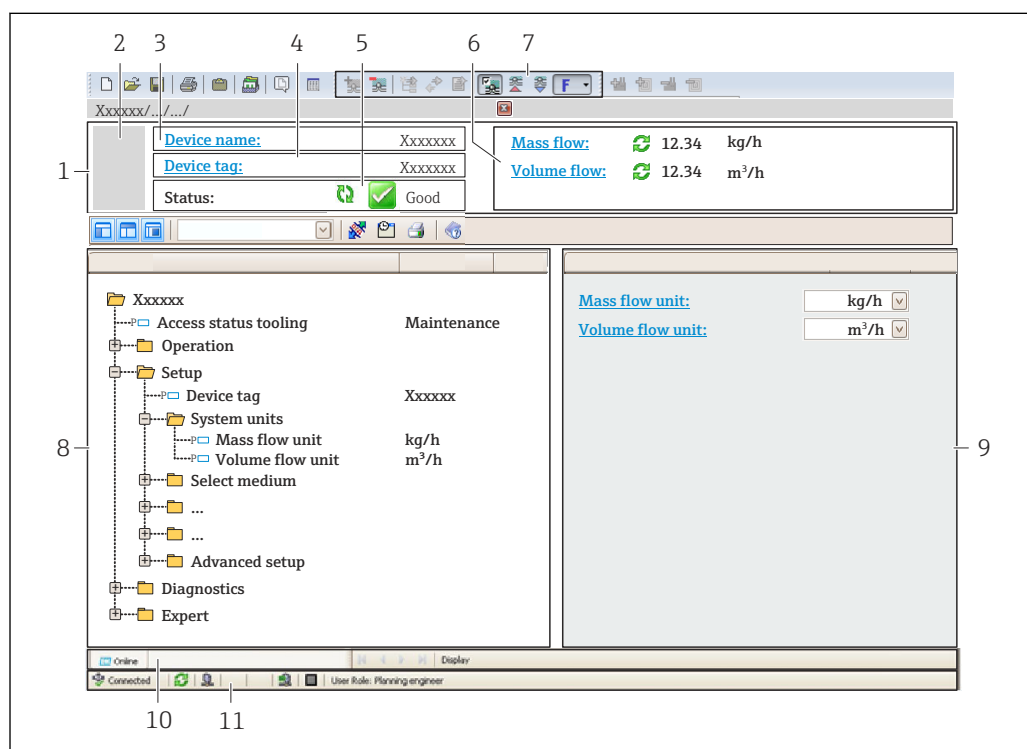 2 3 4 5 6 7
F
Xxxxxx/.../.../
1
Device name: Xxxxxxx
Device tag: Xxxxxxx
Status: Good
Mass flow: 12.34 kg/h
Volume flow: 12.34 m³/h
Xxxxxx
P Access status tooling Maintenance
Operation
Setup
P Device tag Xxxxxx
System units
P Mass flow unit kg/h
P Volume flow unit m³/h
Select medium
...
...
Advanced setup
Diagnostics
Expert
8
Mass flow unit: kg/h
Volume flow unit: m³/h
9
Online Display
Connected User Role: Planning engineer
10 11